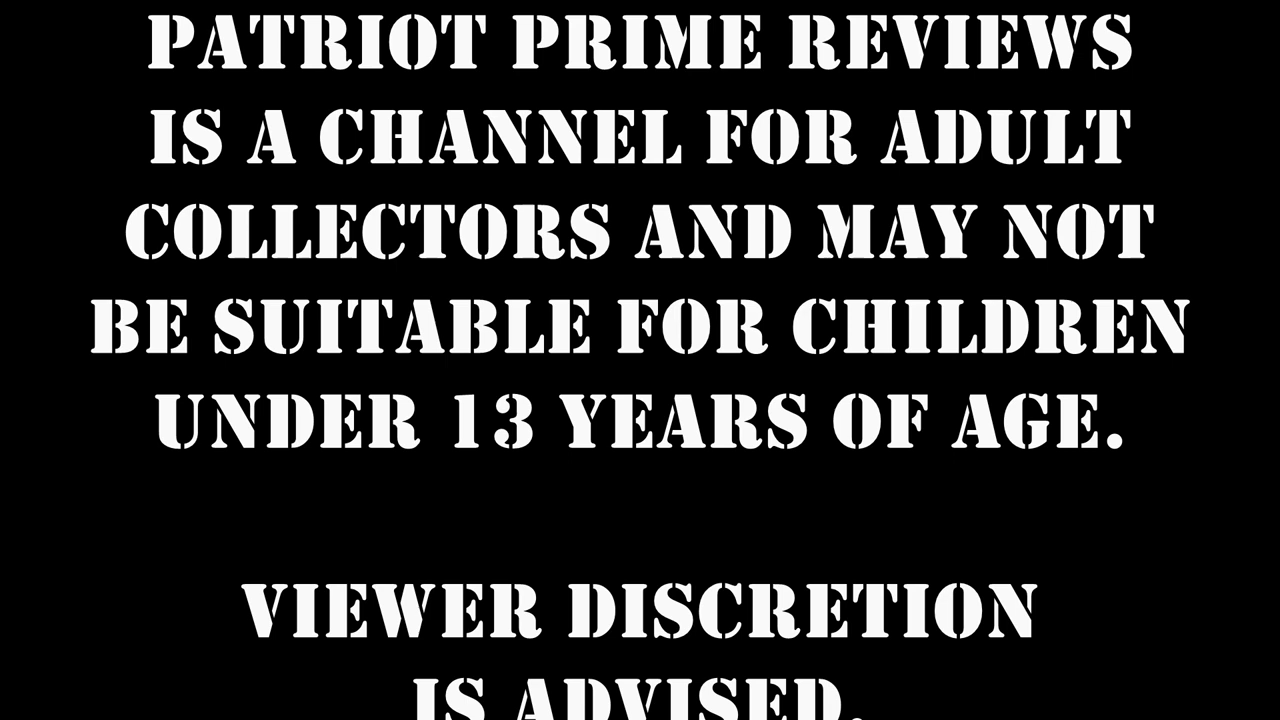 PATRIOT PRIME REVIEWS
IS A CHANNEL FOR ADULT
COLLECTORS AND MAY NOT
BE SUITABLE FOR CHILDREN
UNDER 13 YEARS OF AGE.
VIEWER DISCRETION
IS ADVISED.